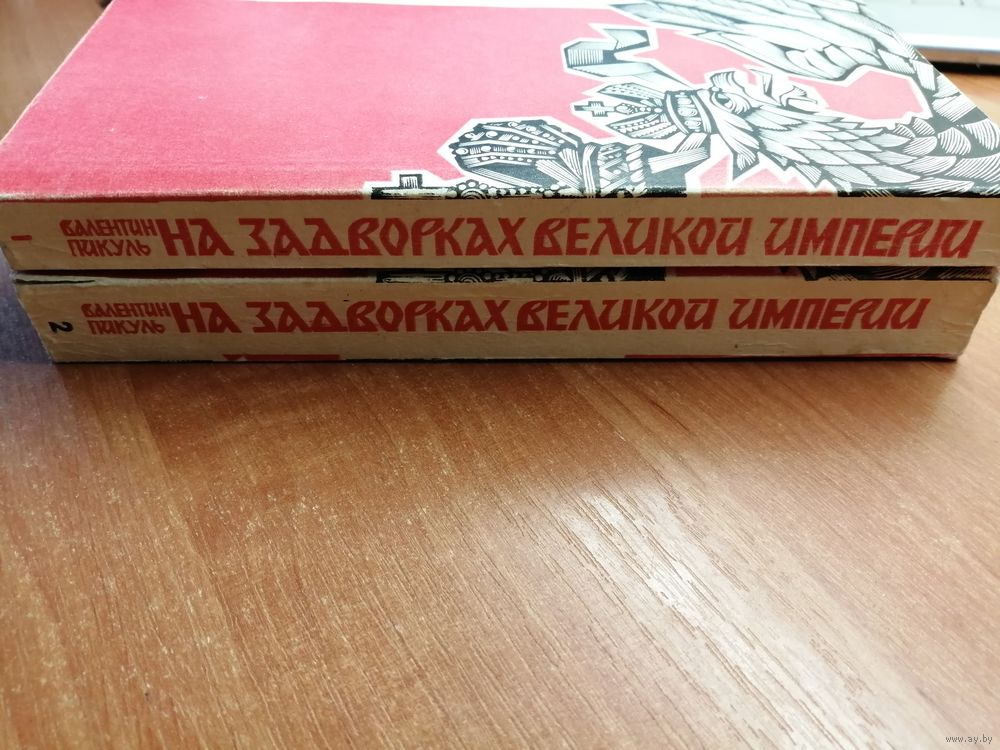 1
ВАЛЕНТИН
ПИКУЛЬ
НА ЗАДВОРКАХ ВЕЛИКОЙ ИМПЕРИИ
2
ВАЛЕНТИН
ПИКУЛЬ
НА ЗАДВОРКАХ ВЕЛИКОЙ ИМПЕРИИ
www.ay.by